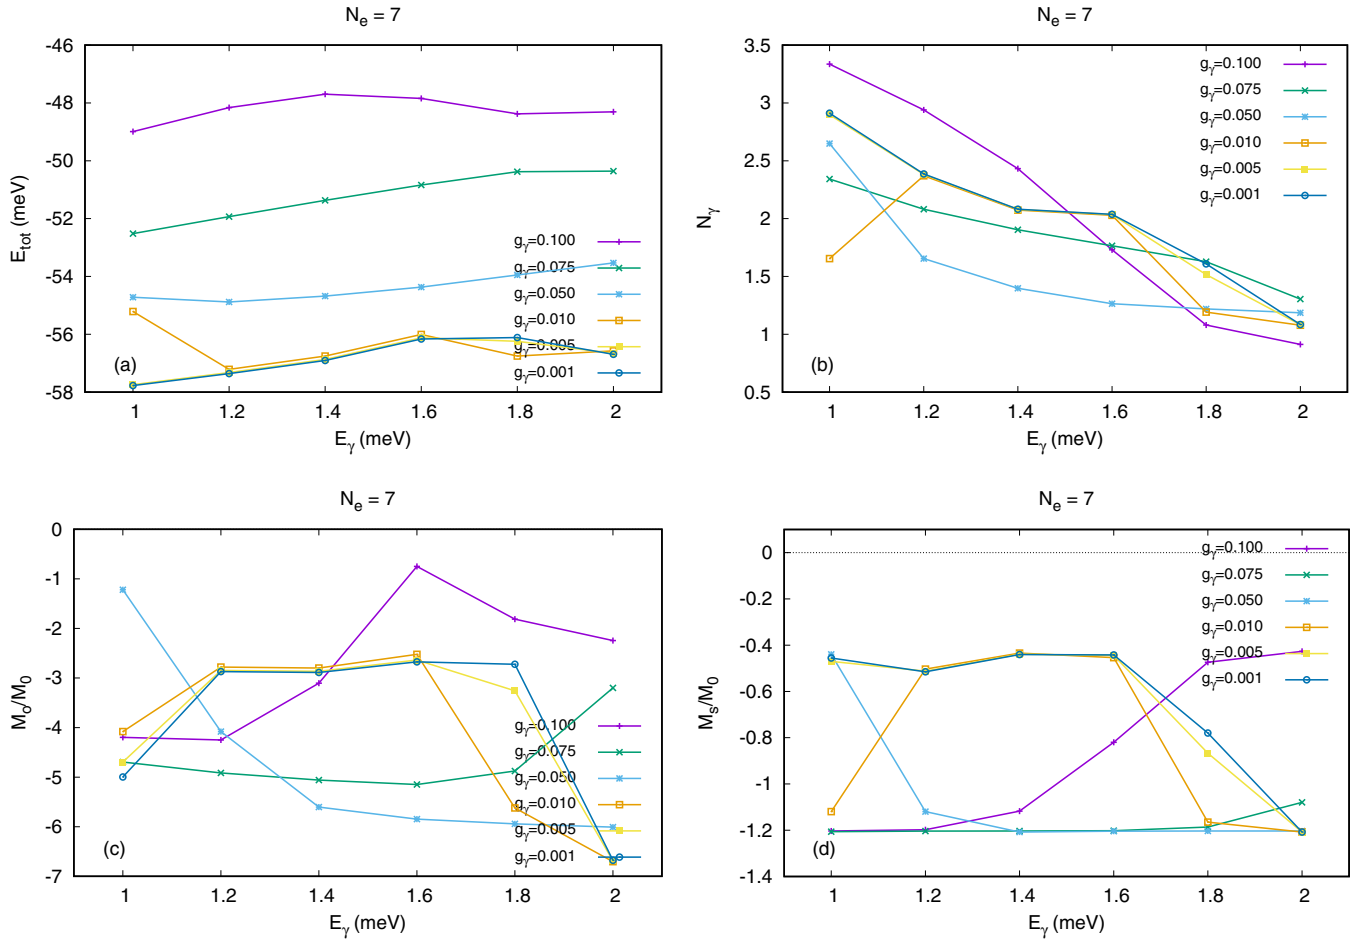 N_e = 7
-46
-48
-50
-52
-54
-56
-58
E_tot (meV)
g_γ=0.100
g_γ=0.075
g_γ=0.050
g_γ=0.010
g_γ=0.005
g_γ=0.001
(a)
1 1.2 1.4 1.6 1.8 2
E_γ (meV)
N_e = 7
3.5
3
2.5
2
1.5
1
0.5
N_γ
g_γ=0.100
g_γ=0.075
g_γ=0.050
g_γ=0.010
g_γ=0.005
g_γ=0.001
(b)
1 1.2 1.4 1.6 1.8 2
E_γ (meV)
N_e = 7
0
-1
-2
-3
-4
-5
-6
-7
M_o/M_0
g_γ=0.100
g_γ=0.075
g_γ=0.050
g_γ=0.010
g_γ=0.005
g_γ=0.001
(c)
1 1.2 1.4 1.6 1.8 2
E_γ (meV)
N_e = 7
0
-0.2
-0.4
-0.6
-0.8
-1
-1.2
-1.4
M_s/M_0
g_γ=0.100
g_γ=0.075
g_γ=0.050
g_γ=0.010
g_γ=0.005
g_γ=0.001
(d)
1 1.2 1.4 1.6 1.8 2
E_γ (meV)